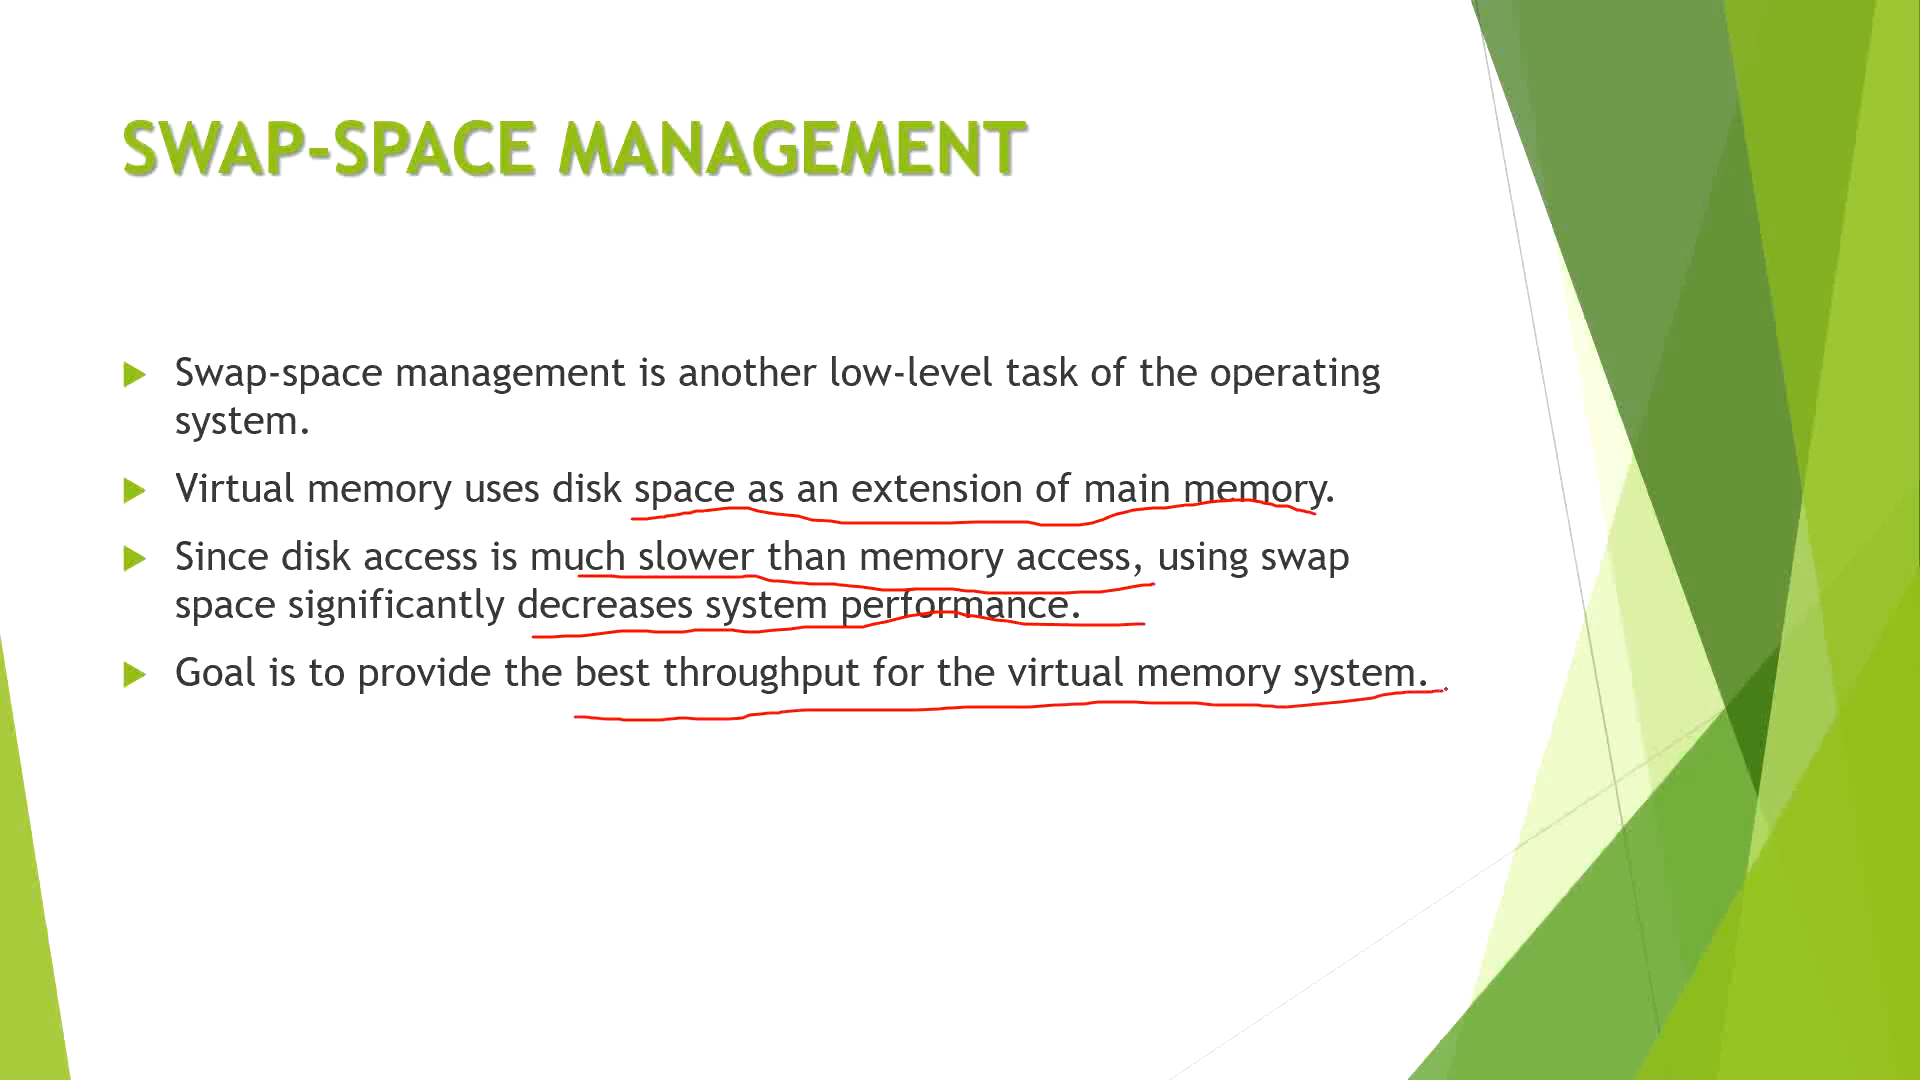 SWAP-SPACE MANAGEMENT
Swap-space management is another low-level task of the operating
system.
Virtual memory uses disk space as an extension of main memory.
Since disk access is much slower than memory access, using swap
space significantly decreases system performance.
Goal is to provide the best throughput for the virtual memory system.